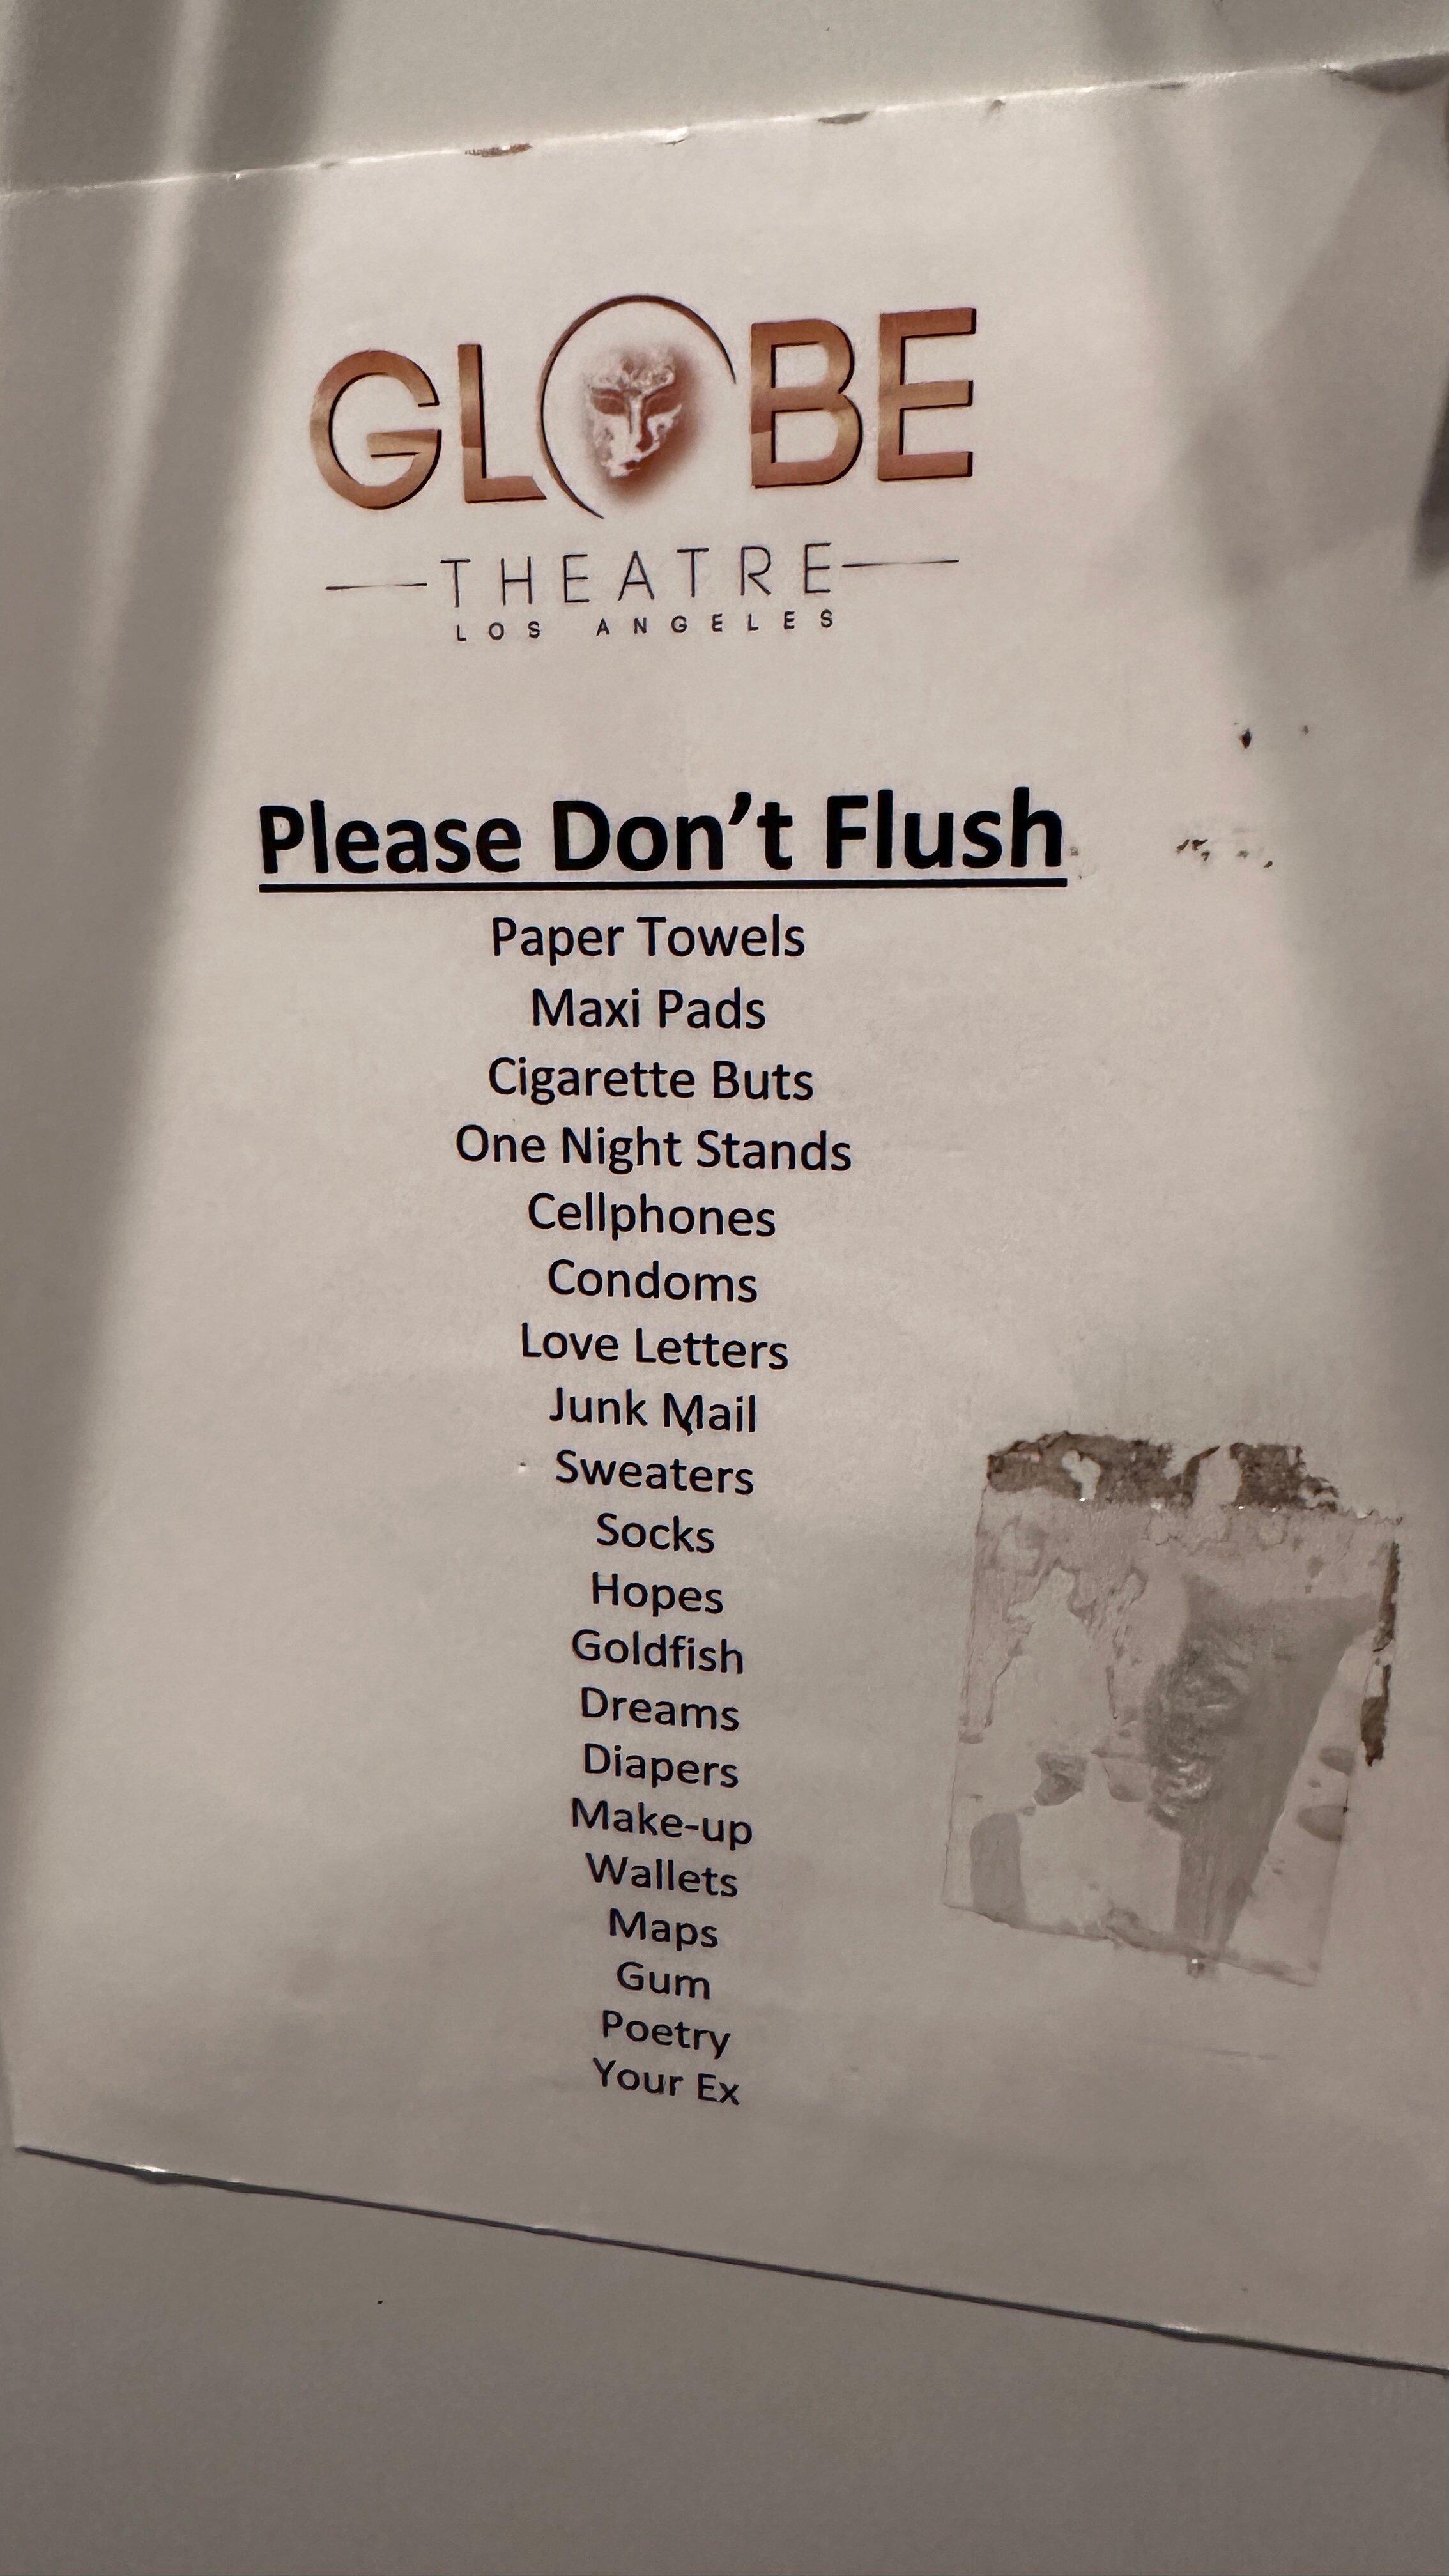 GLOBE
THEATRE
LOS ANGELES
Please Don't Flush
Paper Towels
Maxi Pads
Cigarette Buts
One Night Stands
Cellphones
Condoms
Love Letters
Junk Mail
Sweaters
Socks
Hopes
Goldfish
Dreams
Diapers
Make-up
Wallets
Maps
Gum
Poetry
Your Ex